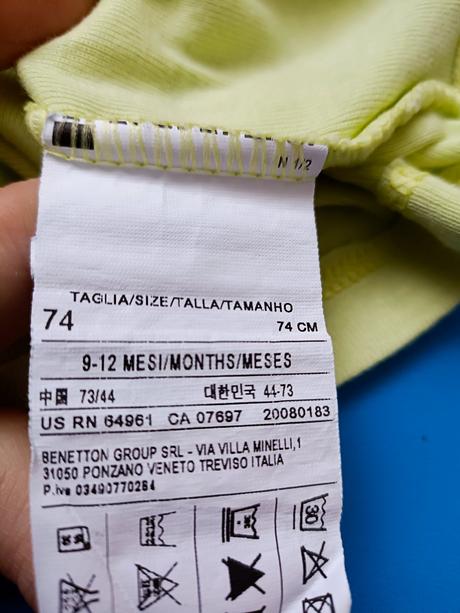 N 1/2
TAGLIA/SIZE/TALLA/TAMANHO
74 74 CM
9-12 MESI/MONTHS/MESES
中国 73/44 대한민국 44-73
US RN 64961 CA 07697 20080183
BENETTON GROUP SRL - VIA VILLA MINELLI,1
31050 PONZANO VENETO TREVISO ITALIA
P.iva 03490770264
30